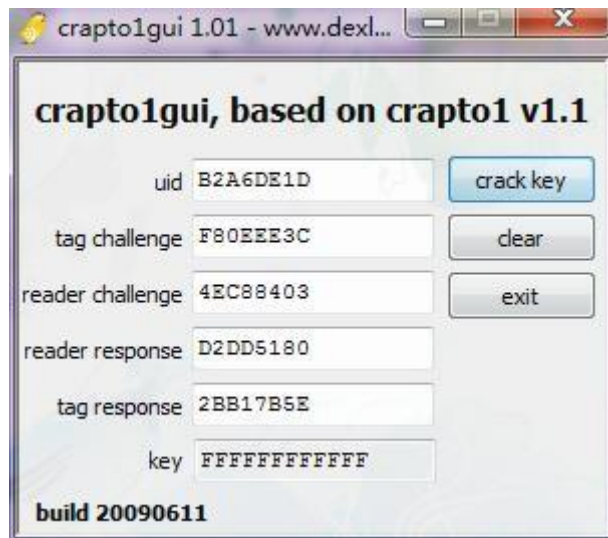 crapto1gui 1.01 - www.dexl...
crapto1gui, based on crapto1 v1.1
uid B2A6DE1D crack key
tag challenge F80EEE3C clear
reader challenge 4EC88403 exit
reader response D2DD5180
tag response 2BB17B5E
key FFFFFFFFFFFF
build 20090611